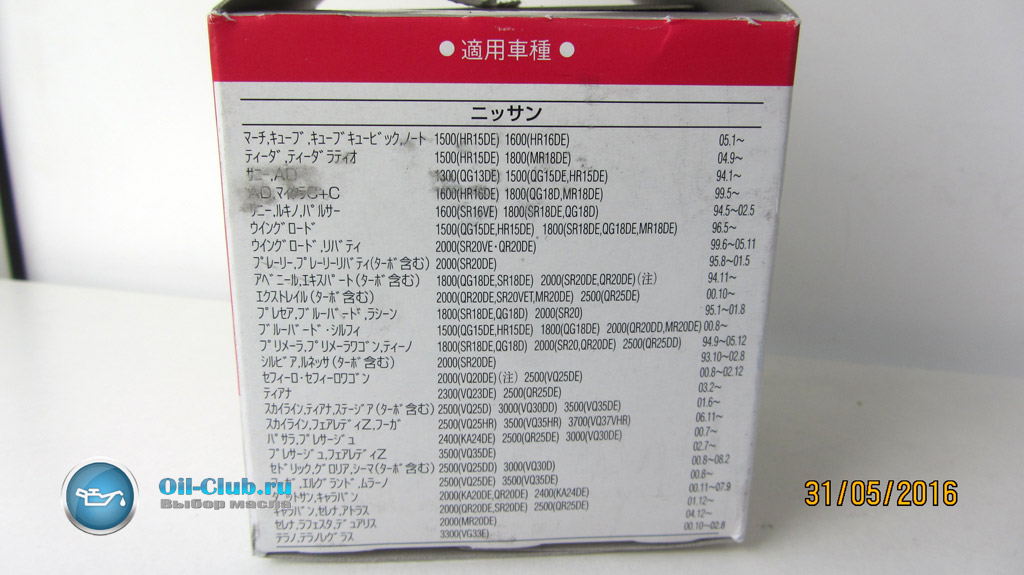 ● 適用車種 ●
ニッサン
マーチ,キューブ,キューブキュービック,ノート 1500(HR15DE) 1600(HR16DE) 05.1~
ティーダ,ティーダラティオ 1500(HR15DE) 1800(MR18DE) 04.9~
サニー,AD 1300(QG13DE) 1500(QG15DE,HR15DE) 94.1~
AD,マイクラC+C 1600(HR16DE) 1800(QG18D,MR18DE) 99.5~
サニー,ルキノ,パルサー 1600(SR16VE) 1800(SR18DE,QG18D) 94.5~02.5
ウイングロード 1500(QG15DE,HR15DE) 1800(SR18DE,QG18DE,MR18DE) 96.5~
ウイングロード,リバティ 2000(SR20VE・QR20DE) 99.6~05.11
プレーリー,プレーリーリバティ(ターボ含む) 2000(SR20DE) 95.8~01.5
アベニール,エキスパート(ターボ含む) 1800(QG18DE,SR18DE) 2000(SR20DE,QR20DE)(注) 94.11~
エクストレイル(ターボ含む) 2000(QR20DE,SR20VET,MR20DE) 2500(QR25DE) 00.10~
プレセア,ブルーバード,ラシーン 1800(SR18DE,QG18D) 2000(SR20) 95.1~01.8
ブルーバード・シルフィ 1500(QG15DE,HR15DE) 1800(QG18DE) 2000(QR20DD,MR20DE) 00.8~
プリメーラ,プリメーラワゴン,ティーノ 1800(SR18DE,QG18D) 2000(SR20,QR20DE) 2500(QR25DD) 94.9~05.12
シルビア,ルネッサ(ターボ含む) 2000(SR20DE) 93.10~02.8
セフィーロ・セフィーロワゴン 2000(VQ20DE)(注) 2500(VQ25DE) 00.8~02.12
ティアナ 2300(VQ23DE) 2500(QR25DE) 03.2~
スカイライン,ティアナ,ステージア(ターボ含む) 2500(VQ25D) 3000(VQ30DD) 3500(VQ35DE) 01.6~
スカイライン,フェアレディZ,フーガ 2500(VQ25HR) 3500(VQ35HR) 3700(VQ37VHR) 06.11~
バサラ,プレサージュ 2400(KA24DE) 2500(QR25DE) 3000(VQ30DE) 00.7~
プレサージュ,フェアレディZ 3500(VQ35DE) 02.7~
セドリック,グロリア,シーマ(ターボ含む) 2500(VQ25DD) 3000(VQ30D) 00.8~08.2
エルグランド,ムラーノ 2500(VQ25DE) 3500(VQ35DE) 00.8~
キャラバン 2000(KA20DE,QR20DE) 2400(KA24DE) 00.11~07.9
キャラバン,セレナ,アトラス 2000(QR20DE,SR20DE) 2500(QR25DE) 01.12~
セレナ,ラフェスタ,デュアリス 2000(MR20DE) 04.12~
テラノ,テラノレグラス 3300(VG33E) 00.10~02.8
Oil-Club.ru
Выбор масла
31/05/2016